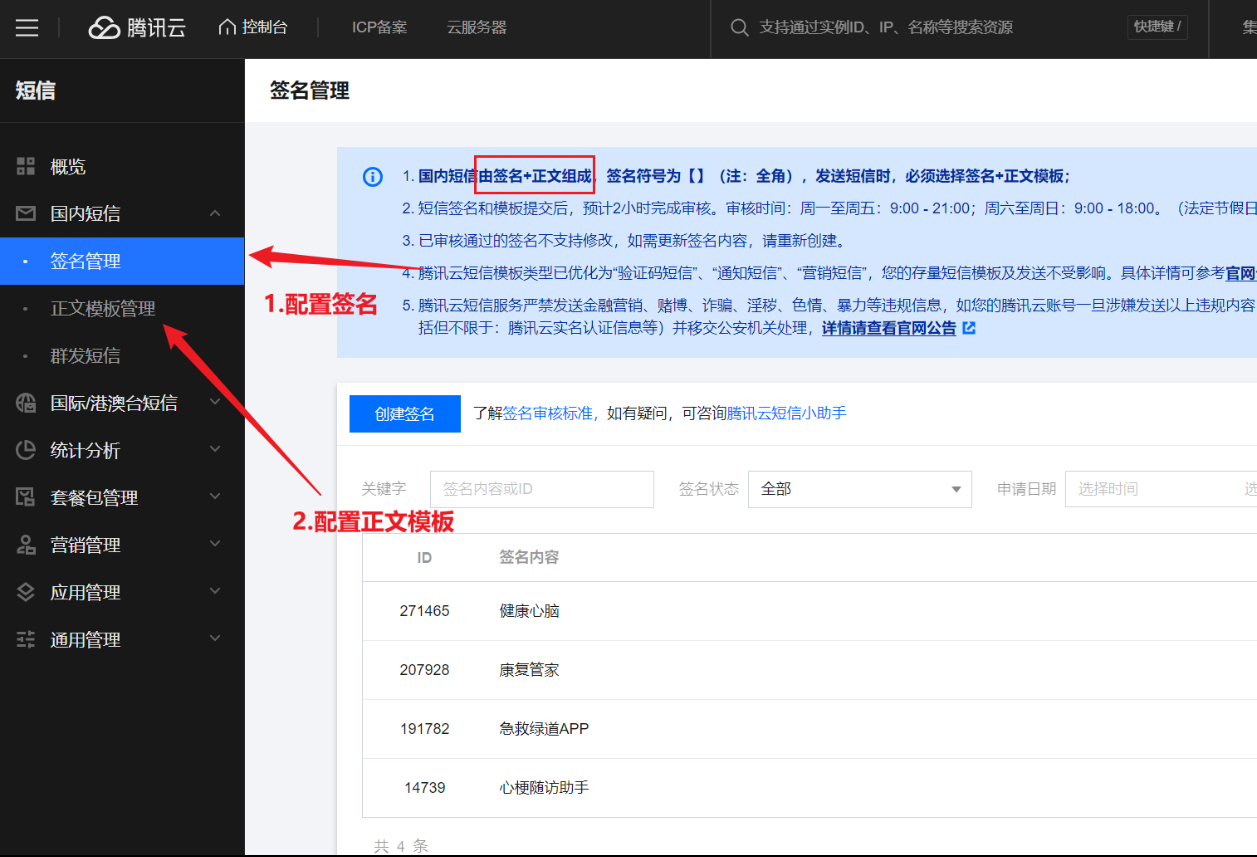 腾讯云 控制台 ICP备案 云服务器 支持通过实例ID、IP、名称等搜索资源 快捷键 / 集
短信
签名管理
概览
国内短信
签名管理
正文模板管理
群发短信
国际/港澳台短信
统计分析
套餐包管理
营销管理
应用管理
通用管理
1. 国内短信由签名+正文组成，签名符号为【】（注：全角），发送短信时，必须选择签名+正文模板；
2. 短信签名和模板提交后，预计2小时完成审核。审核时间：周一至周五：9:00 - 21:00；周六至周日：9:00 - 18:00。（法定节假日
3. 已审核通过的签名不支持修改，如需更新签名内容，请重新创建。
4. 腾讯云短信模板类型已优化为“验证码短信”、“通知短信”、“营销短信”，您的存量短信模板及发送不受影响。具体详情可参考官网
5. 腾讯云短信服务严禁发送金融营销、赌博、诈骗、淫秽、色情、暴力等违规信息，如您的腾讯云账号一旦涉嫌发送以上违规内容
括但不限于：腾讯云实名认证信息等）并移交公安机关处理，详情请查看官网公告
1.配置签名
创建签名 了解签名审核标准，如有疑问，可咨询腾讯云短信小助手
关键字 签名内容或ID 签名状态 全部 申请日期 选择时间 选
2.配置正文模板
ID 签名内容
271465 健康心脑
207928 康复管家
191782 急救绿道APP
14739 心梗随访助手
共 4 条